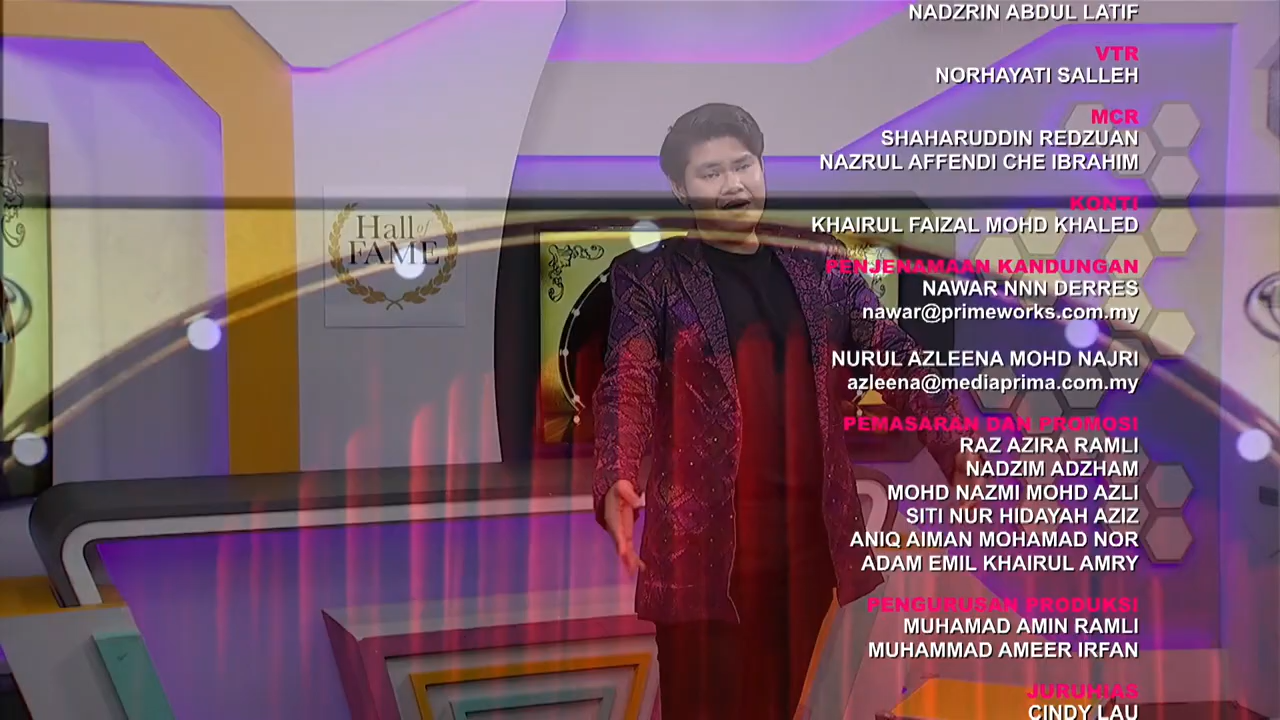 Hall of
FAME
NADZRIN ABDUL LATIF
VTR
NORHAYATI SALLEH
MCR
SHAHARUDDIN REDZUAN
NAZRUL AFFENDI CHE IBRAHIM
KONTI
KHAIRUL FAIZAL MOHD KHALED
PENJENAMAAN KANDUNGAN
NAWAR NNN DERRES
nawar@primeworks.com.my
NURUL AZLEENA MOHD NAJRI
azleena@mediaprima.com.my
PEMASARAN DAN PROMOSI
RAZ AZIRA RAMLI
NADZIM ADZHAM
MOHD NAZMI MOHD AZLI
SITI NUR HIDAYAH AZIZ
ANIQ AIMAN MOHAMAD NOR
ADAM EMIL KHAIRUL AMRY
PENGURUSAN PRODUKSI
MUHAMAD AMIN RAMLI
MUHAMMAD AMEER IRFAN
JURUHIAS
CINDY LAU